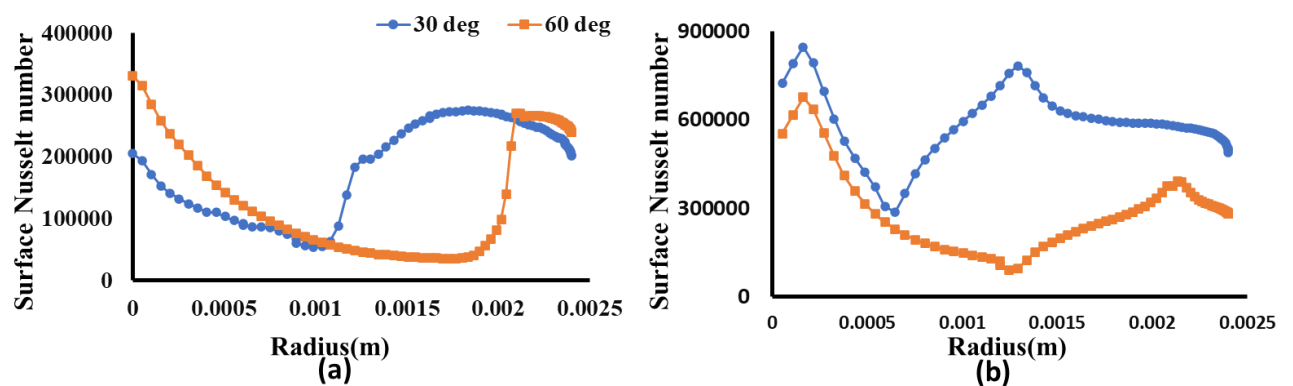 (a)
30 deg
60 deg
Surface Nusselt number
400000
300000
200000
100000
0
0
0.0005
0.001
0.0015
0.002
0.0025
Radius(m)
(a)
(b)
Surface Nusselt number
900000
600000
300000
0
0
0.0005
0.001
0.0015
0.002
0.0025
Radius(m)
(b)